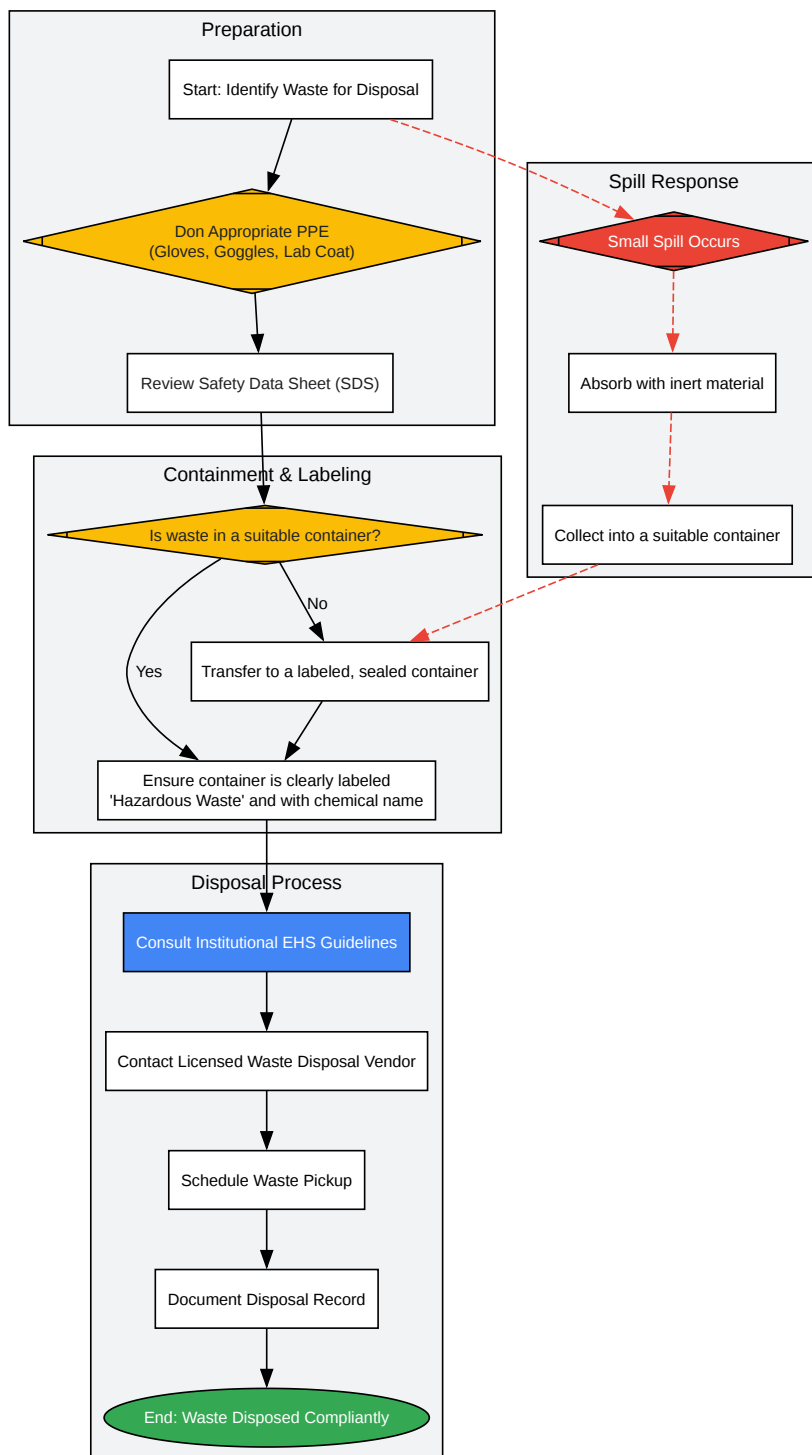 Preparation
Start: Identify Waste for Disposal
Don Appropriate PPE
(Gloves, Goggles, Lab Coat)
Review Safety Data Sheet (SDS)
Spill Response
Small Spill Occurs
Absorb with inert material
Collect into a suitable container
Containment & Labeling
Is waste in a suitable container?
No
Yes
Transfer to a labeled, sealed container
Ensure container is clearly labeled
'Hazardous Waste' and with chemical name
Disposal Process
Consult Institutional EHS Guidelines
Contact Licensed Waste Disposal Vendor
Schedule Waste Pickup
Document Disposal Record
End: Waste Disposed Compliantly